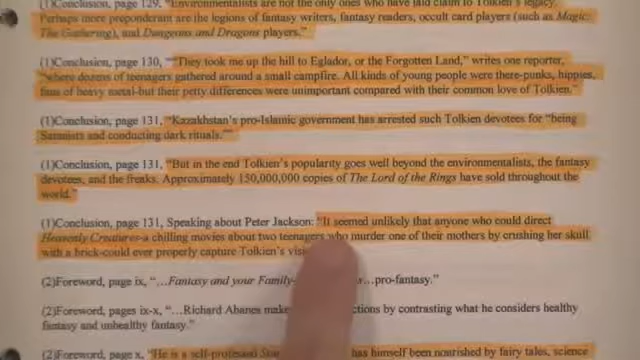 (1)Conclusion, page 129, "Environmentalists are not the only ones who have laid claim to Tolkien's legacy.
Perhaps more preponderant are the legions of fantasy writers, fantasy readers, occult card players (such as Magic:
The Gathering), and Dungeons and Dragons players."
(1)Conclusion, page 130, "'They took me up the hill to Eglador, or the Forgotten Land,' writes one reporter,
'where dozens of teenagers gathered around a small campfire. All kinds of young people were there-punks, hippies,
fans of heavy metal-but their petty differences were unimportant compared with their common love of Tolkien.'"
(1)Conclusion, page 131, "Kazakhstan's pro-Islamic government has arrested such Tolkien devotees for 'being
Satanists and conducting dark rituals.'"
(1)Conclusion, page 131, "But in the end Tolkien's popularity goes well beyond the environmentalists, the fantasy
devotees, and the freaks. Approximately 150,000,000 copies of The Lord of the Rings have sold throughout the
world."
(1)Conclusion, page 131, Speaking about Peter Jackson: "It seemed unlikely that anyone who could direct
Heavenly Creatures-a chilling movies about two teenagers who murder one of their mothers by crushing her skull
with a brick-could ever properly capture Tolkien's
(2)Foreword, page ix, "…Fantasy and your Family- …pro-fantasy."
(2)Foreword, pages ix-x, "…Richard Abanes by contrasting what he considers healthy
fantasy and unhealthy fantasy."
(2)Foreword, page x, "He is a self-professed has himself been nourished by fairy tales, science